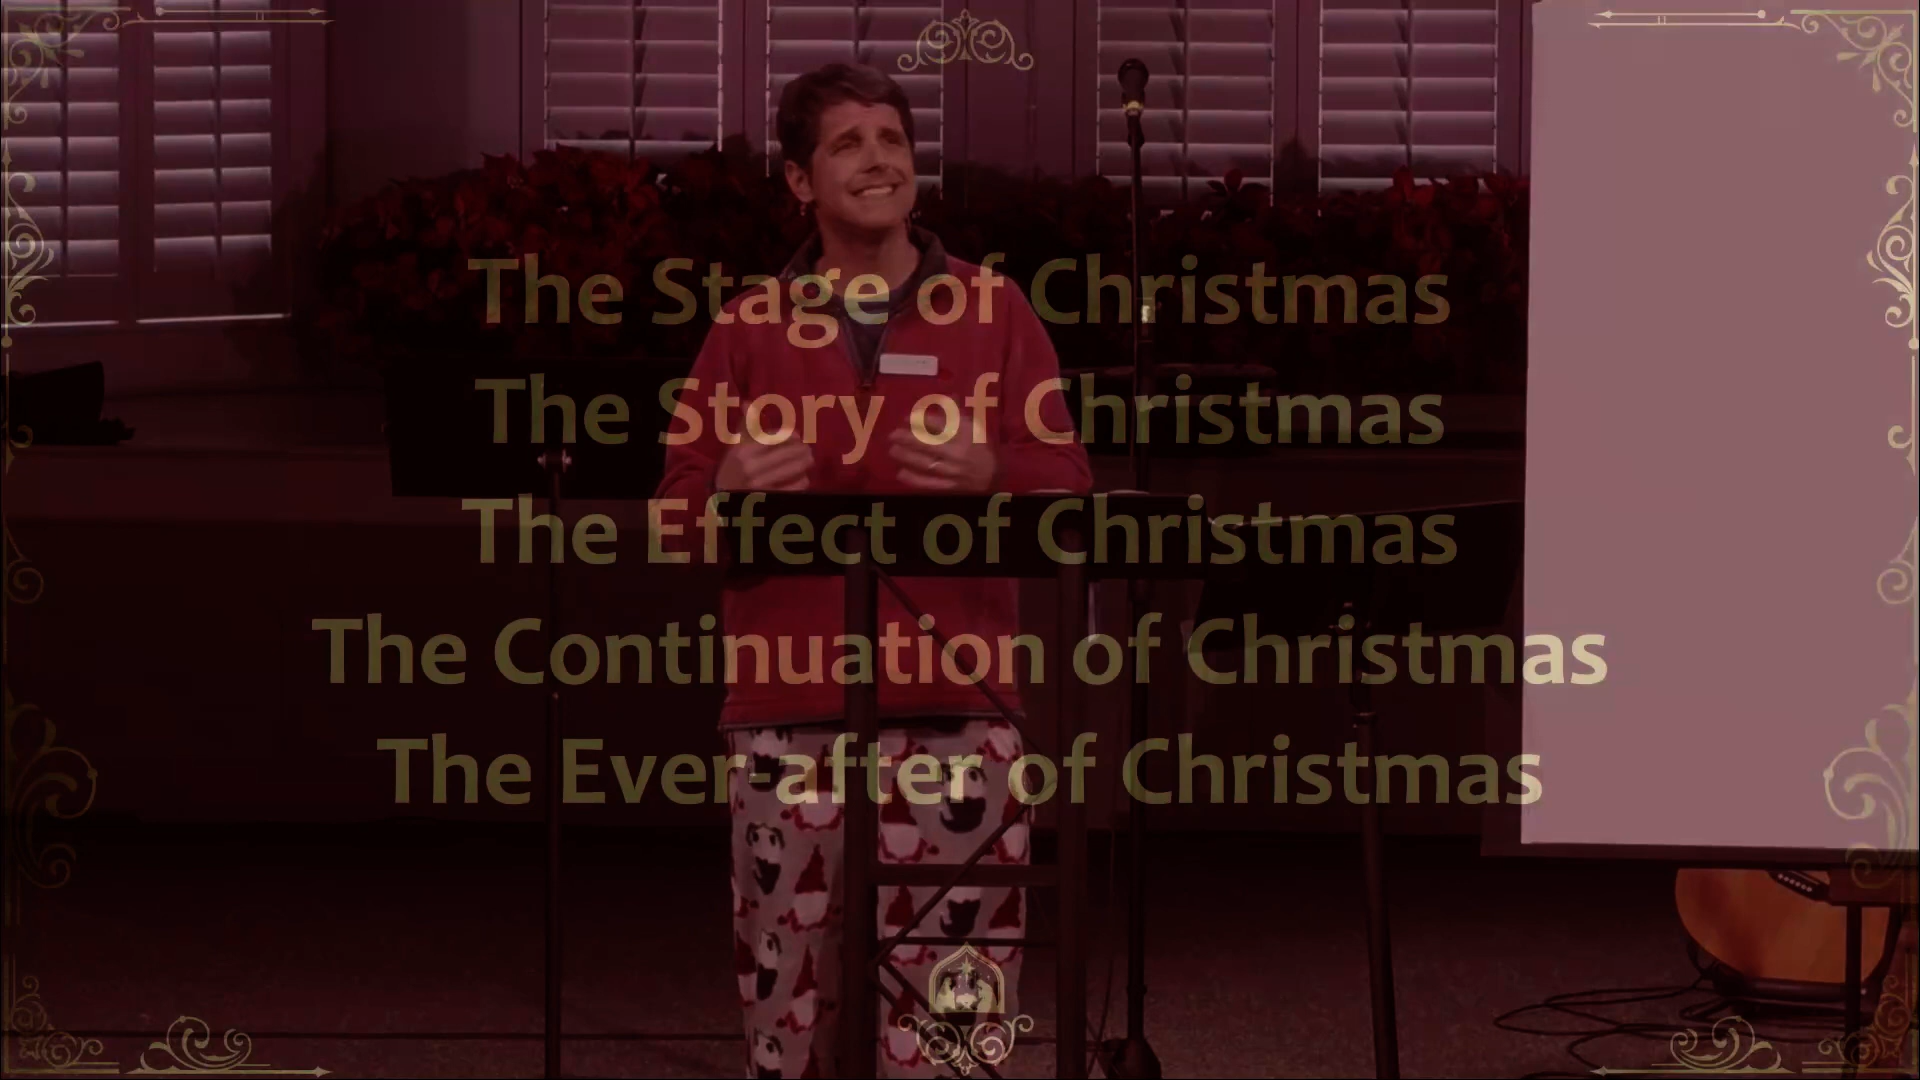 The Stage of Christmas
The Story of Christmas
The Effect of Christmas
The Continuation of Christmas
The Ever-after of Christmas